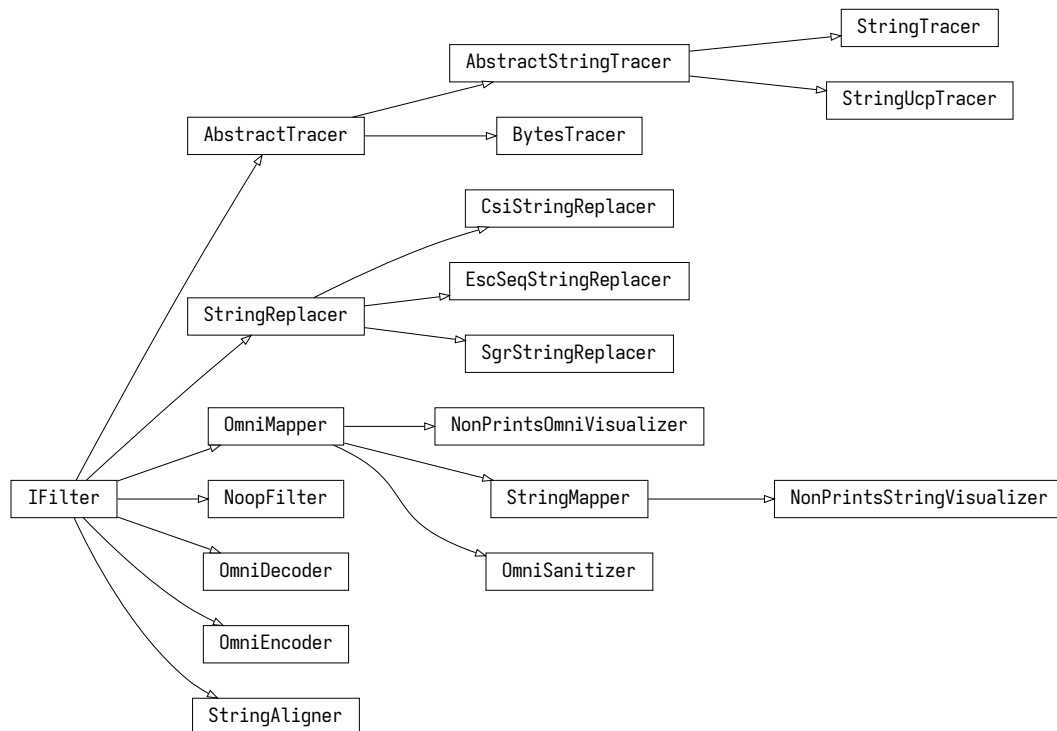 StringTracer
AbstractStringTracer
StringUcpTracer
AbstractTracer
BytesTracer
CsiStringReplacer
EscSeqStringReplacer
StringReplacer
SgrStringReplacer
OmniMapper
NonPrintsOmniVisualizer
IFilter
NoopFilter
StringMapper
NonPrintsStringVisualizer
OmniDecoder
OmniSanitizer
OmniEncoder
StringAligner